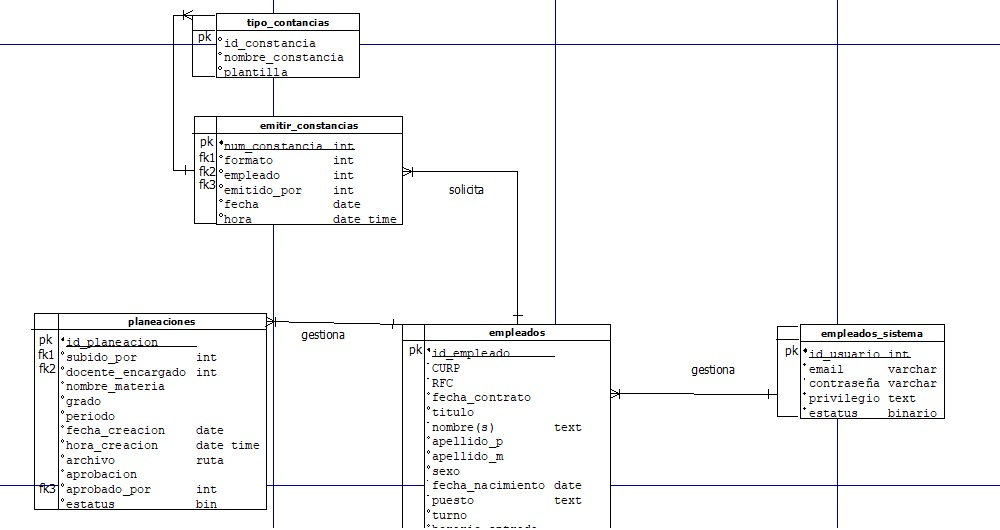 tipo_contancias
pk
id_constancia
nombre_constancia
plantilla
emitir_constancias
pk num_constancia int
fk1 formato int
fk2 empleado int
fk3 emitido_por int
fecha date
hora date time
solicita
planeaciones
pk id_planeacion
fk1 subido_por int
fk2 docente_encargado int
nombre_materia
grado
periodo
fecha_creacion date
hora_creacion date time
archivo ruta
aprobacion
fk3 aprobado_por int
estatus bin
gestiona
empleados
pk id_empleado
CURP
RFC
fecha_contrato
titulo
nombre(s) text
apellido_p
apellido_m
sexo
fecha_nacimiento date
puesto text
turno
gestiona
empleados_sistema
pk id_usuario int
email varchar
contraseña varchar
privilegio text
estatus binario